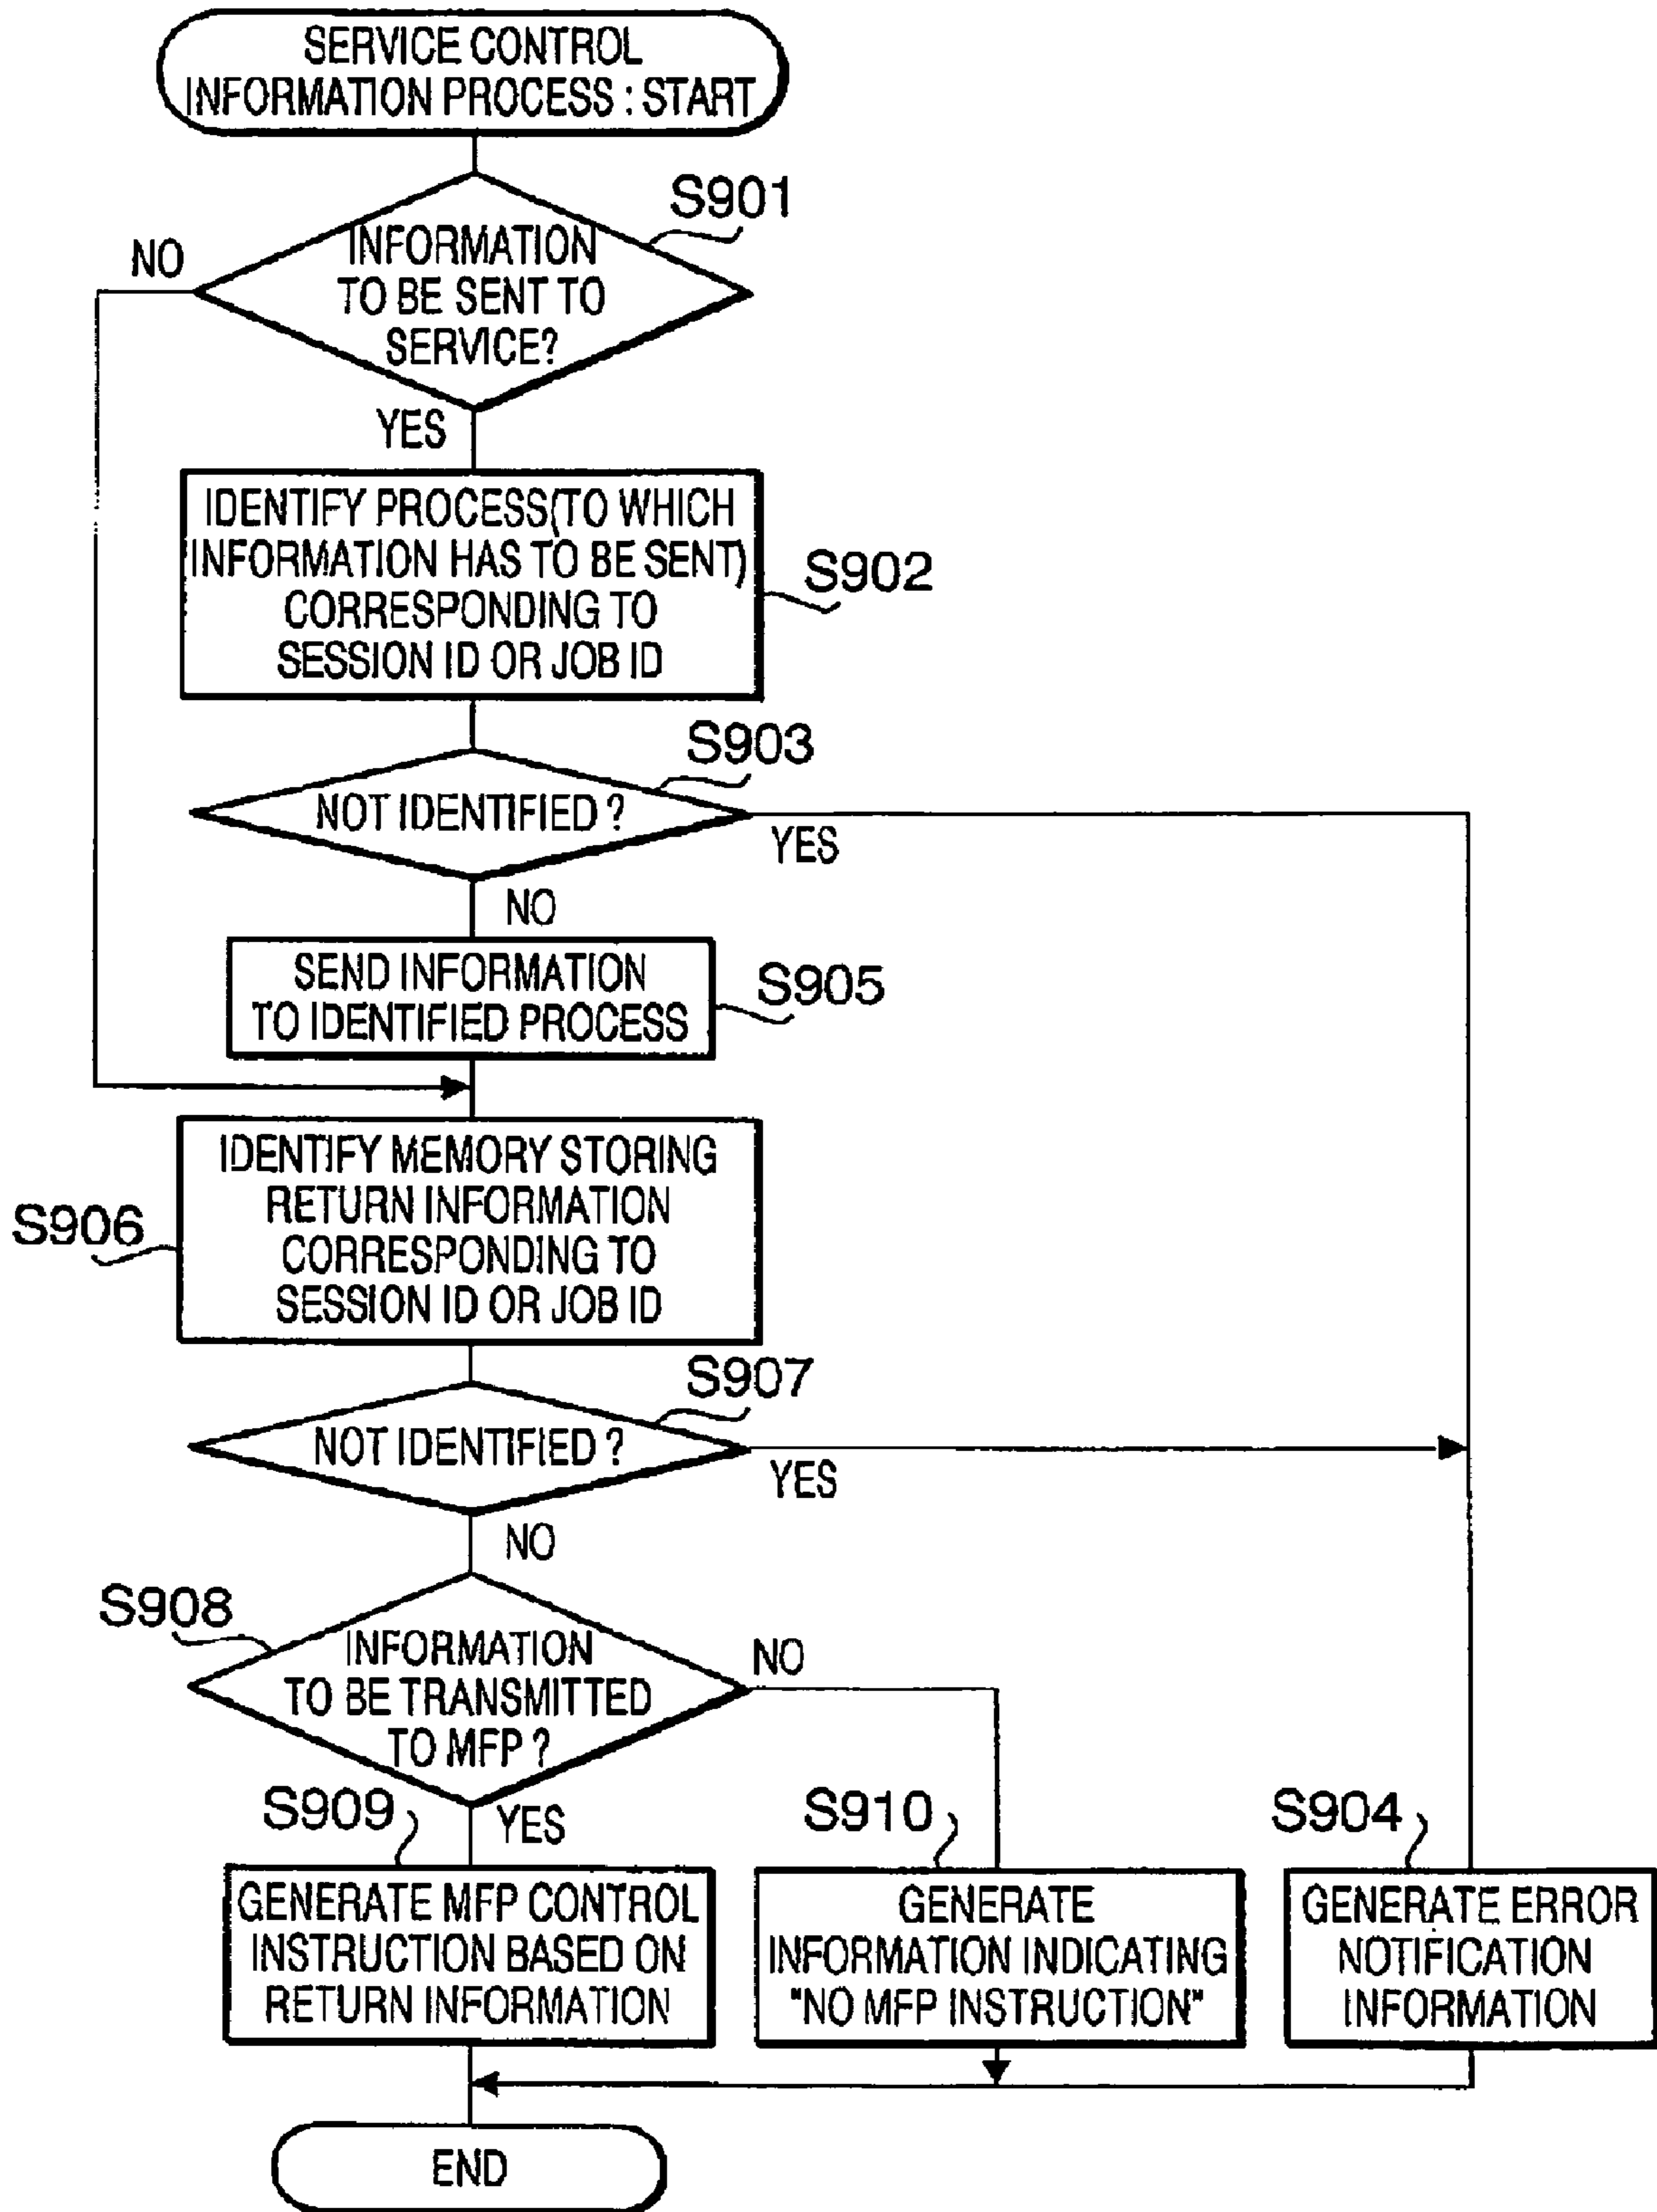 SERVICE CONTROL
INFORMATION PROCESS : START
S901
INFORMATION
TO BE SENT TO
SERVICE?
NO
YES
IDENTIFY PROCESS(TO WHICH
INFORMATION HAS TO BE SENT)
CORRESPONDING TO
SESSION ID OR JOB ID
S902
S903
NOT IDENTIFIED ?
YES
NO
SEND INFORMATION
TO IDENTIFIED PROCESS
S905
IDENTIFY MEMORY STORING
RETURN INFORMATION
CORRESPONDING TO
SESSION ID OR JOB ID
S906
S907
NOT IDENTIFIED ?
YES
NO
S908
INFORMATION
TO BE TRANSMITTED
TO MFP ?
NO
YES
S909
GENERATE MFP CONTROL
INSTRUCTION BASED ON
RETURN INFORMATION
S910
GENERATE
INFORMATION INDICATING
"NO MFP INSTRUCTION"
S904
GENERATE ERROR
NOTIFICATION
INFORMATION
END